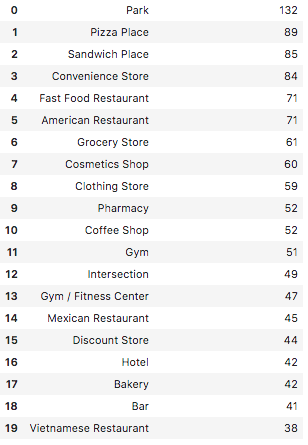 0 Park 132
1 Pizza Place 89
2 Sandwich Place 85
3 Convenience Store 84
4 Fast Food Restaurant 71
5 American Restaurant 71
6 Grocery Store 61
7 Cosmetics Shop 60
8 Clothing Store 59
9 Pharmacy 52
10 Coffee Shop 52
11 Gym 51
12 Intersection 49
13 Gym / Fitness Center 47
14 Mexican Restaurant 45
15 Discount Store 44
16 Hotel 42
17 Bakery 42
18 Bar 41
19 Vietnamese Restaurant 38